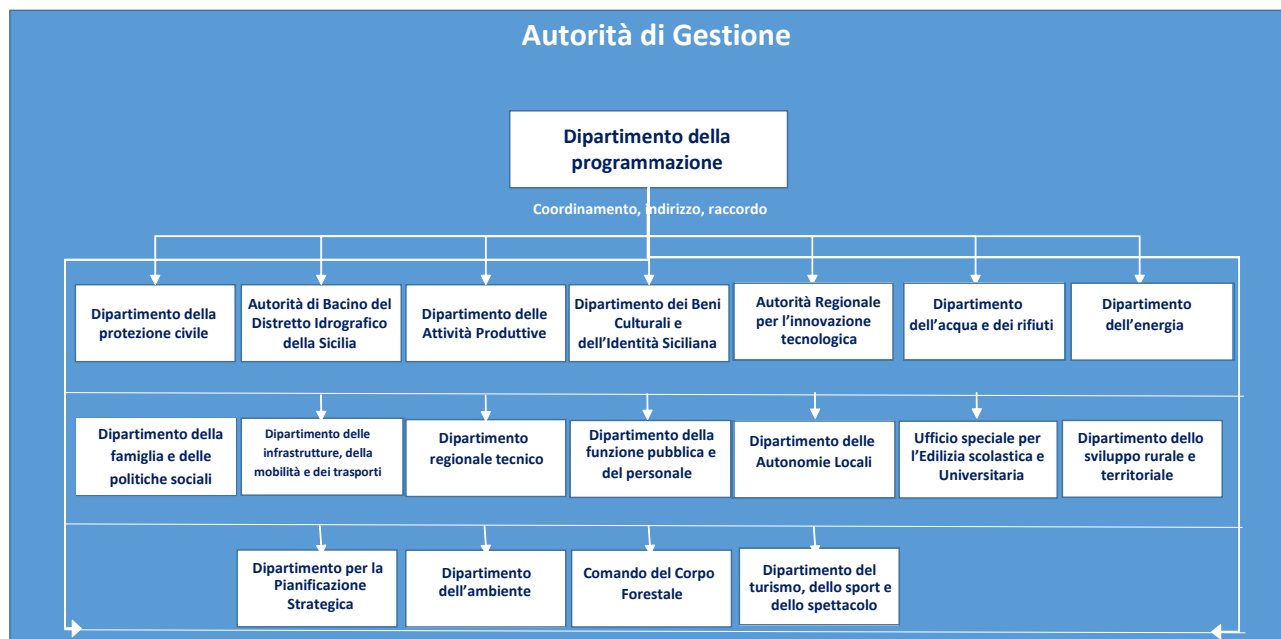 Autorità di Gestione
Dipartimento della
programmazione
Coordinamento, indirizzo, raccordo
Dipartimento della
protezione civile
Autorità di Bacino del
Distretto Idrografico
della Sicilia
Dipartimento delle
Attività Produttive
Dipartimento dei Beni
Culturali e
dell’Identità Siciliana
Autorità Regionale
per l’innovazione
tecnologica
Dipartimento
dell’acqua e dei rifiuti
Dipartimento
dell’energia
Dipartimento della
famiglia e delle
politiche sociali
Dipartimento delle
infrastrutture, della
mobilità e dei trasporti
Dipartimento
regionale tecnico
Dipartimento della
funzione pubblica e
del personale
Dipartimento delle
Autonomie Locali
Ufficio speciale per
l’Edilizia scolastica e
Universitaria
Dipartimento dello
sviluppo rurale e
territoriale
Dipartimento per la
Pianificazione
Strategica
Dipartimento
dell’ambiente
Comando del Corpo
Forestale
Dipartimento del
turismo, dello sport e
dello spettacolo